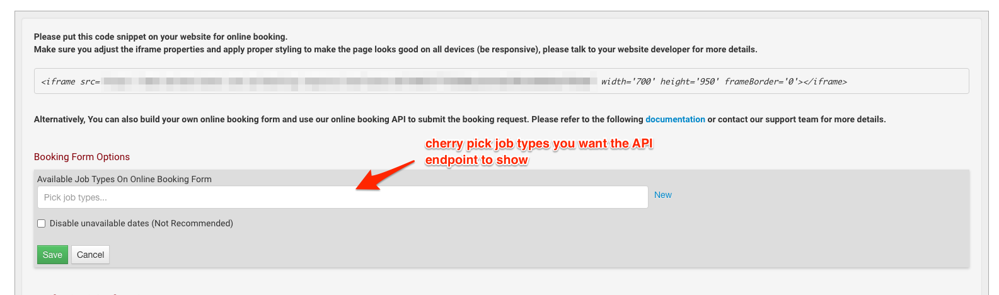 Please put this code snippet on your website for online booking.
Make sure you adjust the iframe properties and apply proper styling to make the page looks good on all devices (be responsive), please talk to your website developer for more details.
<iframe src= width='700' height='950' frameBorder='0'></iframe>
Alternatively, You can also build your own online booking form and use our online booking API to submit the booking request. Please refer to the following documentation or contact our support team for more details.
cherry pick job types you want the API
endpoint to show
Booking Form Options
Available Job Types On Online Booking Form
Pick job types...
New
Disable unavailable dates (Not Recommended)
Save Cancel